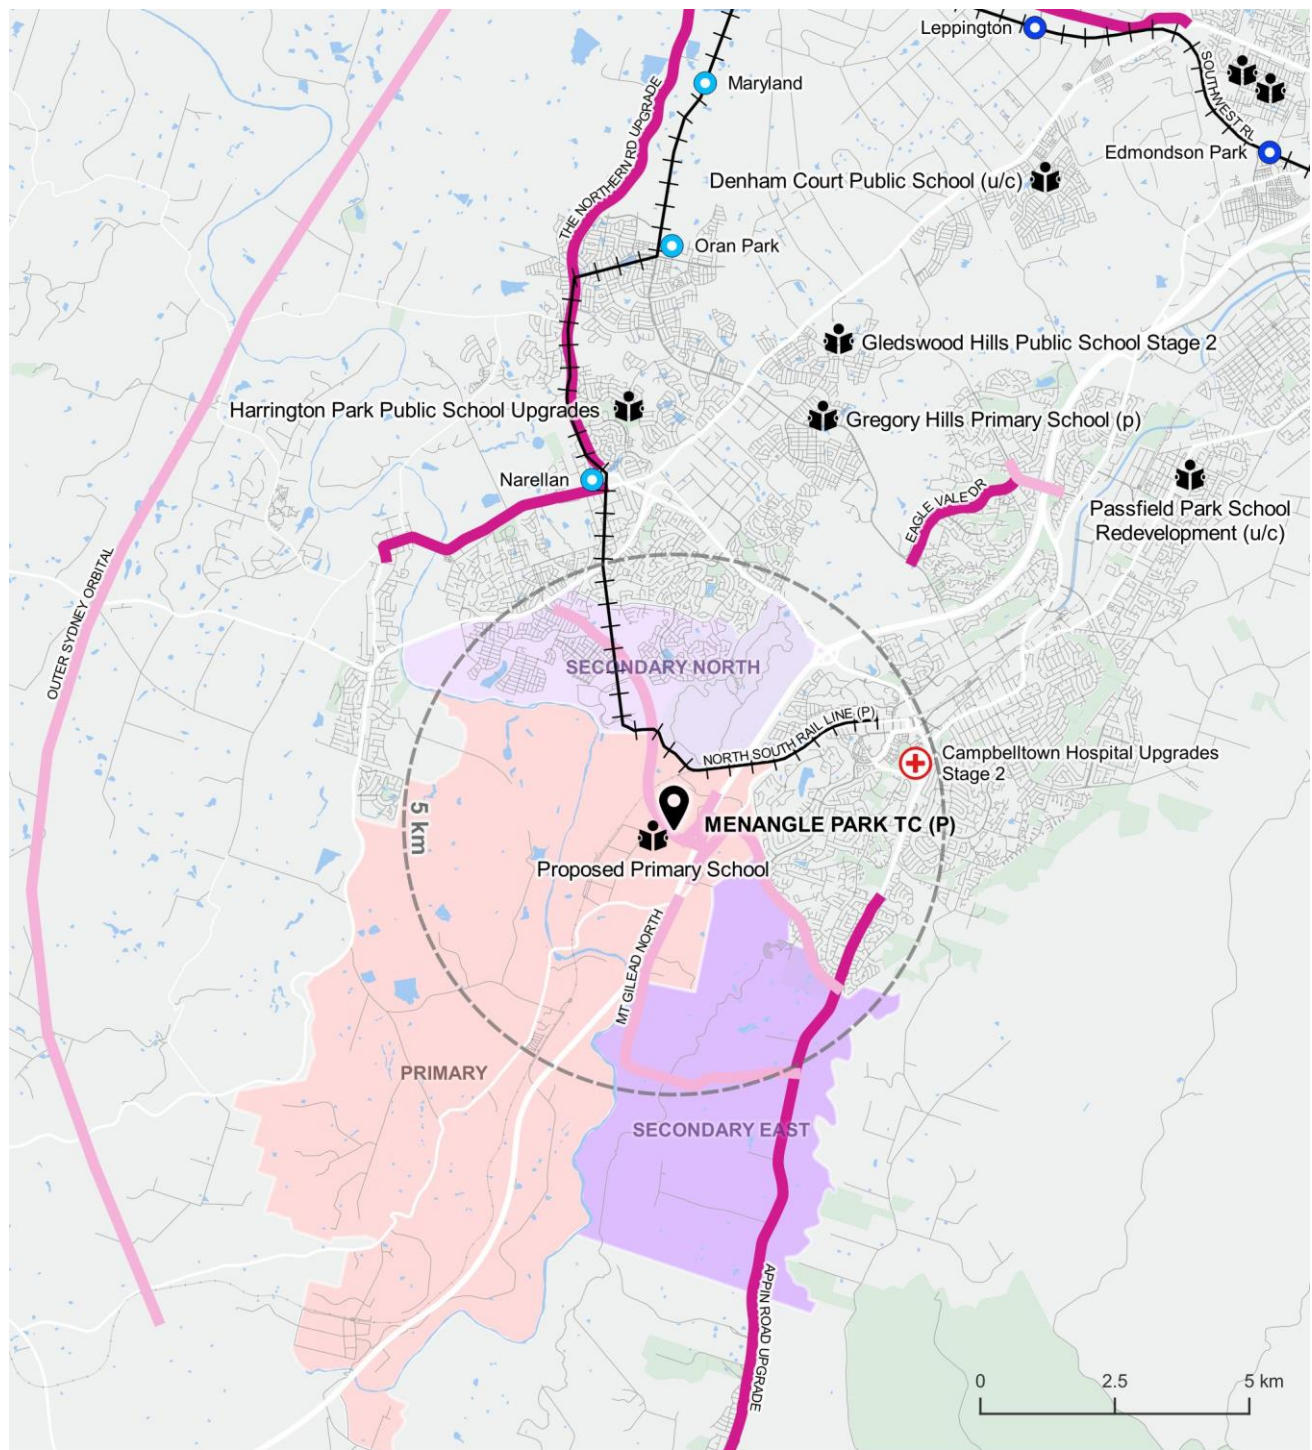 Leppington
Maryland
THE NORTHERN RD UPGRADE
SOUTHWEST RL
Edmondson Park
Denham Court Public School (u/c)
Oran Park
Gledswood Hills Public School Stage 2
Harrington Park Public School Upgrades
Gregory Hills Primary School (p)
Narellan
EAGLE VALE DR
Passfield Park School
Redevelopment (u/c)
OUTER SYDNEY ORBITAL
SECONDARY NORTH
NORTH SOUTH RAIL LINE (P)
Campbelltown Hospital Upgrades
Stage 2
5 km
MENANGLE PARK TC (P)
Proposed Primary School
MT GILEAD NORTH
PRIMARY
SECONDARY EAST
APPIN ROAD UPGRADE
0 2.5 5 km